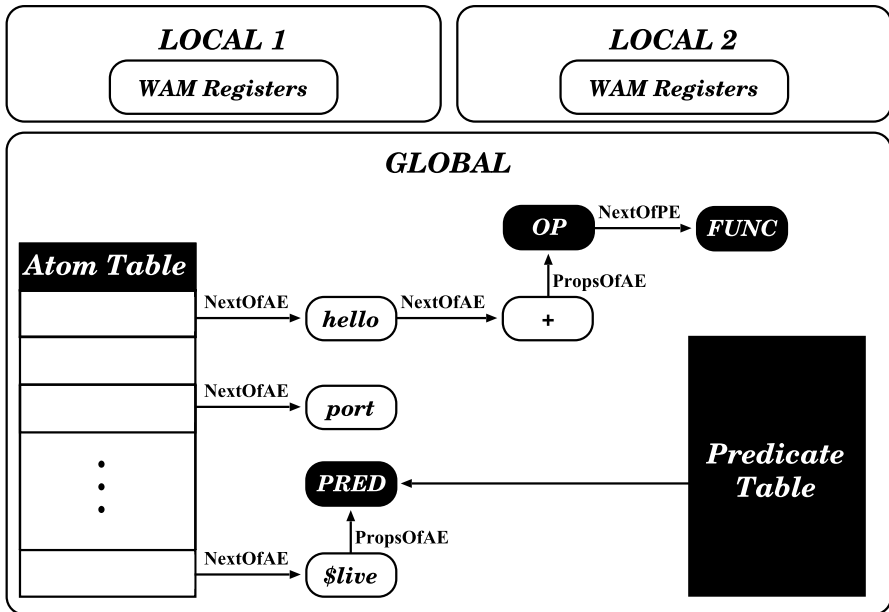 LOCAL 1
WAM Registers
LOCAL 2
WAM Registers
GLOBAL
OP
NextOfPE
FUNC
PropsOfAE
Atom Table
NextOfAE
hello
NextOfAE
+
NextOfAE
port
Predicate
Table
PRED
PropsOfAE
NextOfAE
$live